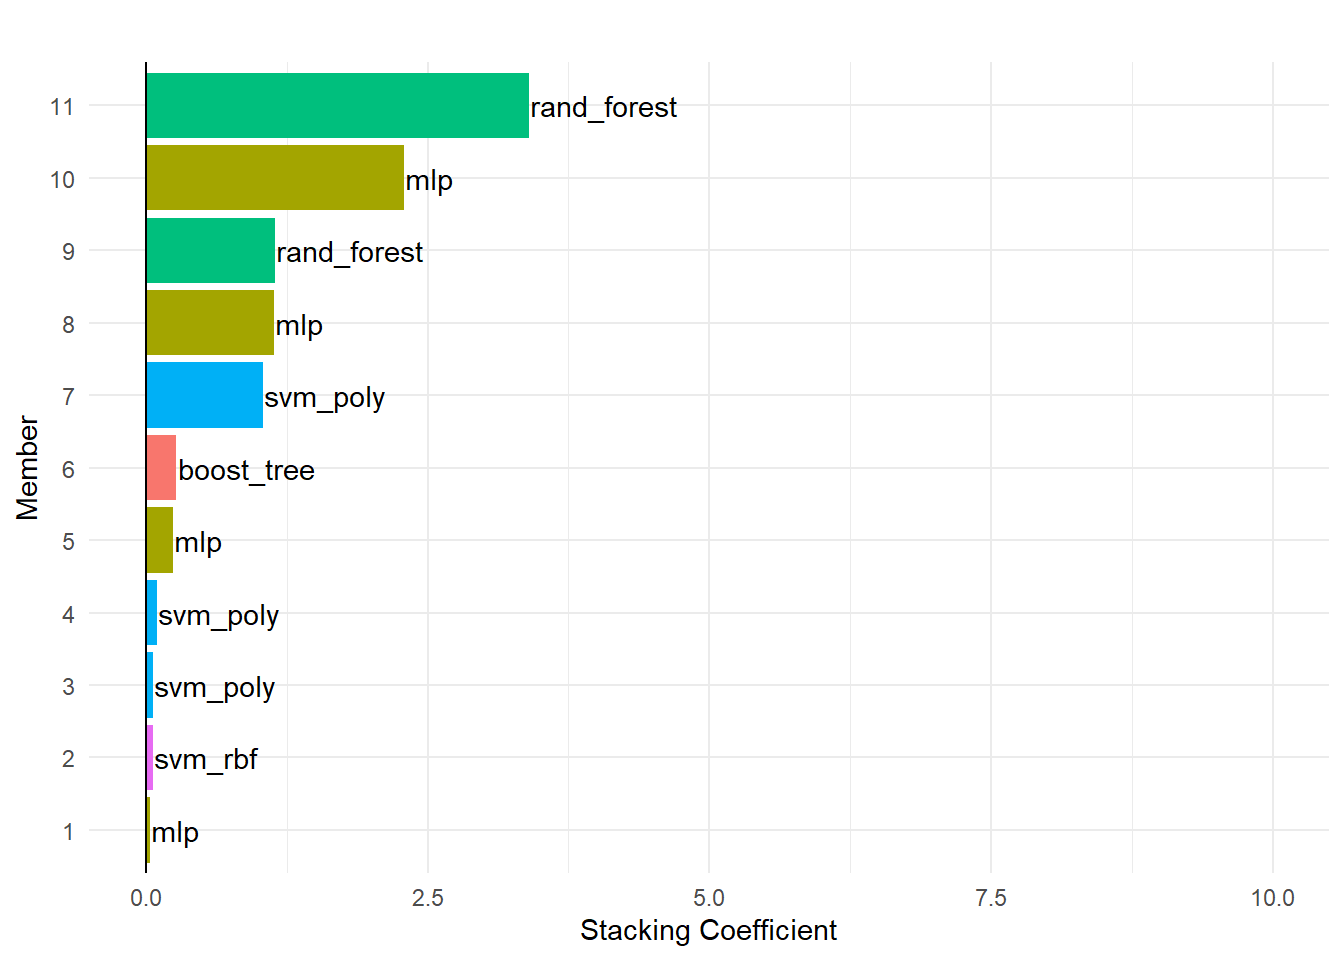 11
rand_forest
10
mlp
9
rand_forest
8
mlp
7
svm_poly
6
boost_tree
5
mlp
4
svm_poly
3
svm_poly
2
svm_rbf
1
mlp
Member
0.0
2.5
5.0
7.5
10.0
Stacking Coefficient